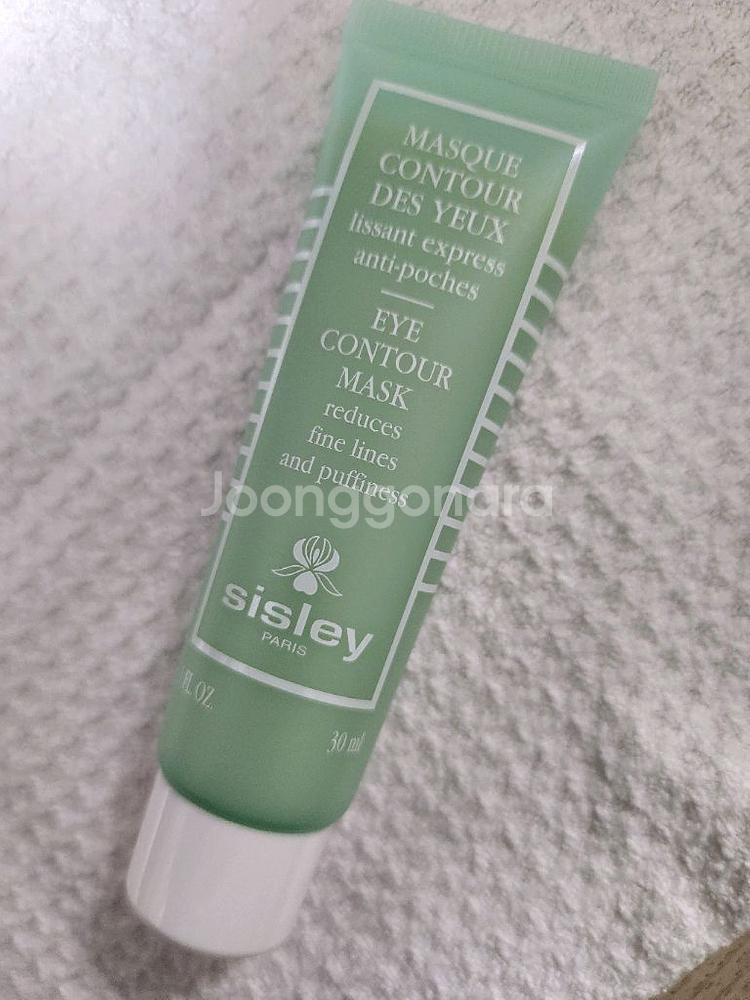 MASQUE
CONTOUR
DES YEUX
lissant express
anti-poches
EYE
CONTOUR
MASK
reduces
fine lines
and puffiness
Joonggonara
sisley
PARIS
FL. OZ.
30 ml